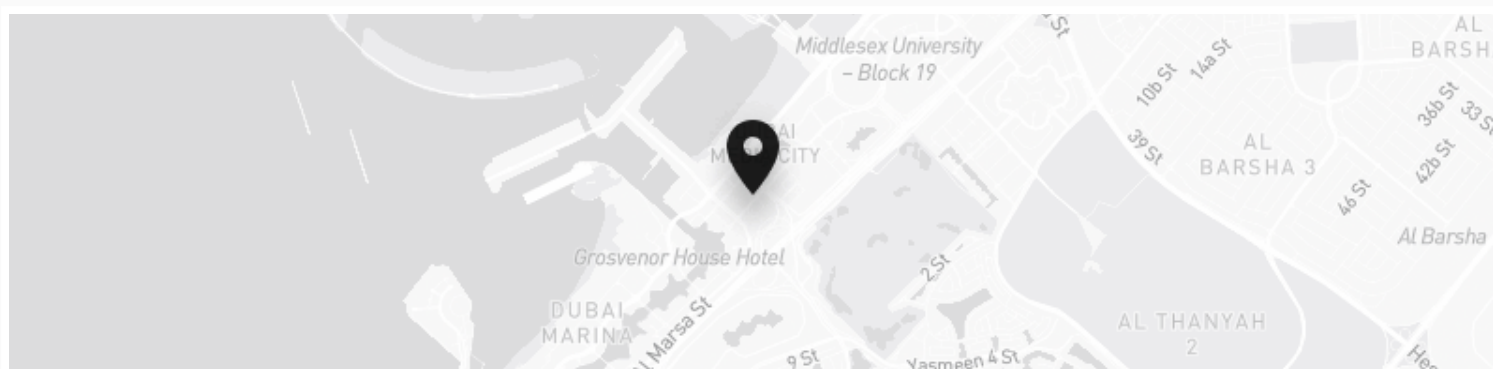 AL
BARSH
Middlesex University
– Block 19
14a St
10b St
36b St
33 St
39 St
AL
BARSHA 3
42b St
46 St
Al Barsha
CITY
Grosvenor House Hotel
2 St
DUBAI
MARINA
Marsa St
AL THANYAH
2
9 St
Yasmeen 4 St